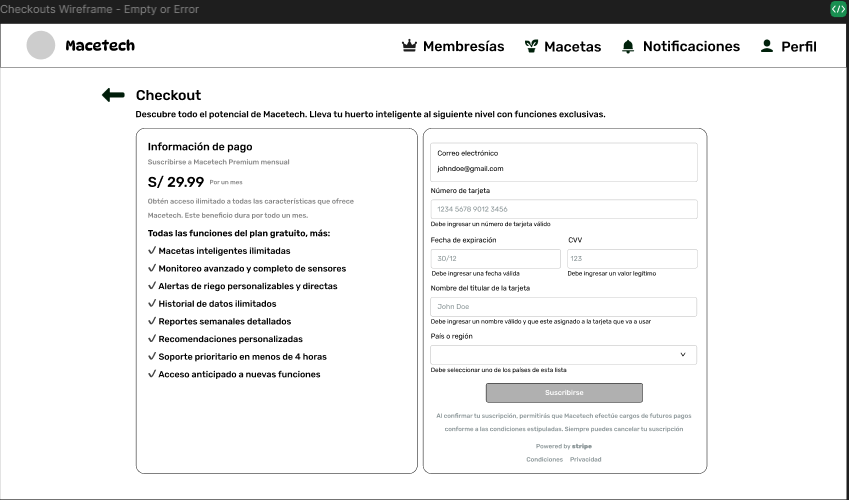 Checkouts Wireframe - Empty or Error
Macetech
Membresías
Macetas
Notificaciones
Perfil
Checkout
Descubre todo el potencial de Macetech. Lleva tu huerto inteligente al siguiente nivel con funciones exclusivas.
Información de pago
Suscribirse a Macetech Premium mensual
S/ 29.99 Por un mes
Obtén acceso ilimitado a todas las características que ofrece
Macetech. Este beneficio dura por todo un mes.
Todas las funciones del plan gratuito, más:
Macetas inteligentes ilimitadas
Monitoreo avanzado y completo de sensores
Alertas de riego personalizables y directas
Historial de datos ilimitados
Reportes semanales detallados
Recomendaciones personalizadas
Soporte prioritario en menos de 4 horas
Acceso anticipado a nuevas funciones
Correo electrónico
johndoe@gmail.com
Número de tarjeta
1234 5678 9012 3456
Debe ingresar un número de tarjeta válido
Fecha de expiración
CVV
30/12
123
Debe ingresar una fecha válida
Debe ingresar un valor legítimo
Nombre del titular de la tarjeta
John Doe
Debe ingresar un nombre válido y que este asignado a la tarjeta que va a usar
País o región
Debe seleccionar uno de los países de esta lista
Suscribirse
Al confirmar tu suscripción, permitirás que Macetech efectúe cargos de futuros pagos
conforme a las condiciones estipuladas. Siempre puedes cancelar tu suscripción
Powered by stripe
Condiciones Privacidad